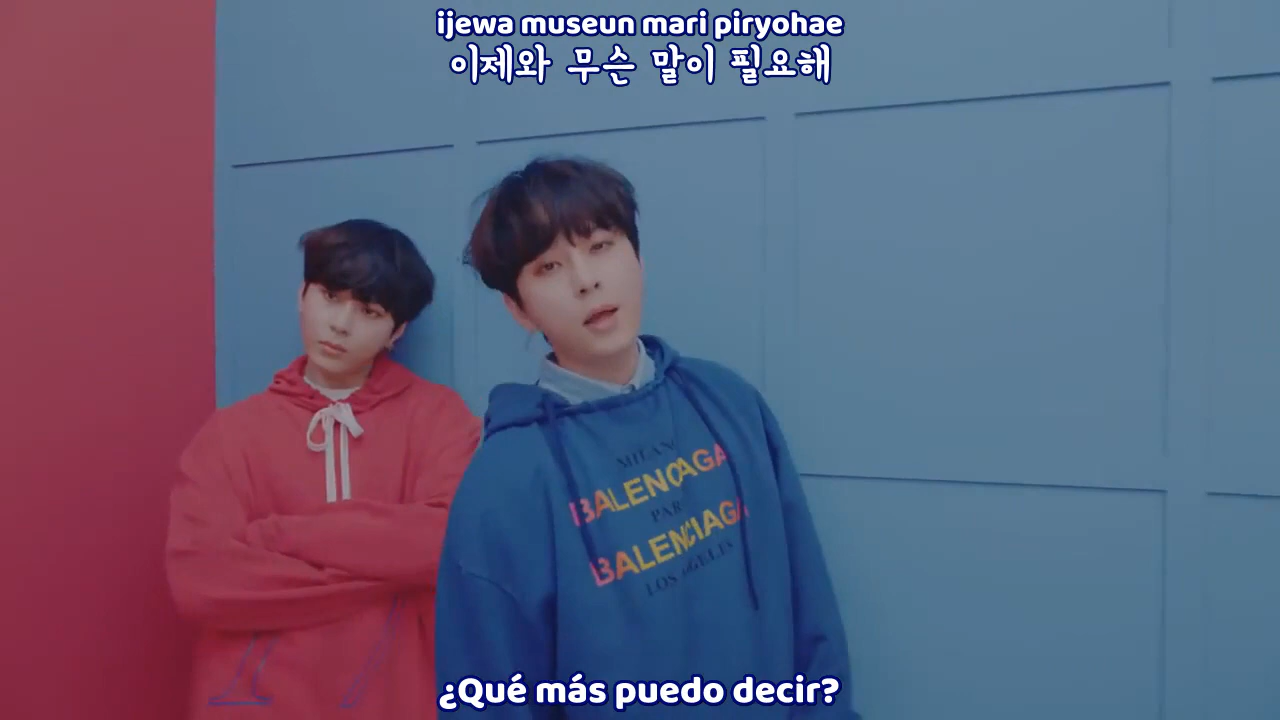 ijewa museun mari piryohae
이제와 무슨 말이 필요해
MILANO
BALENCIAGA
PARIS
BALENCIAGA
LOS ANGELES
¿Qué más puedo decir?